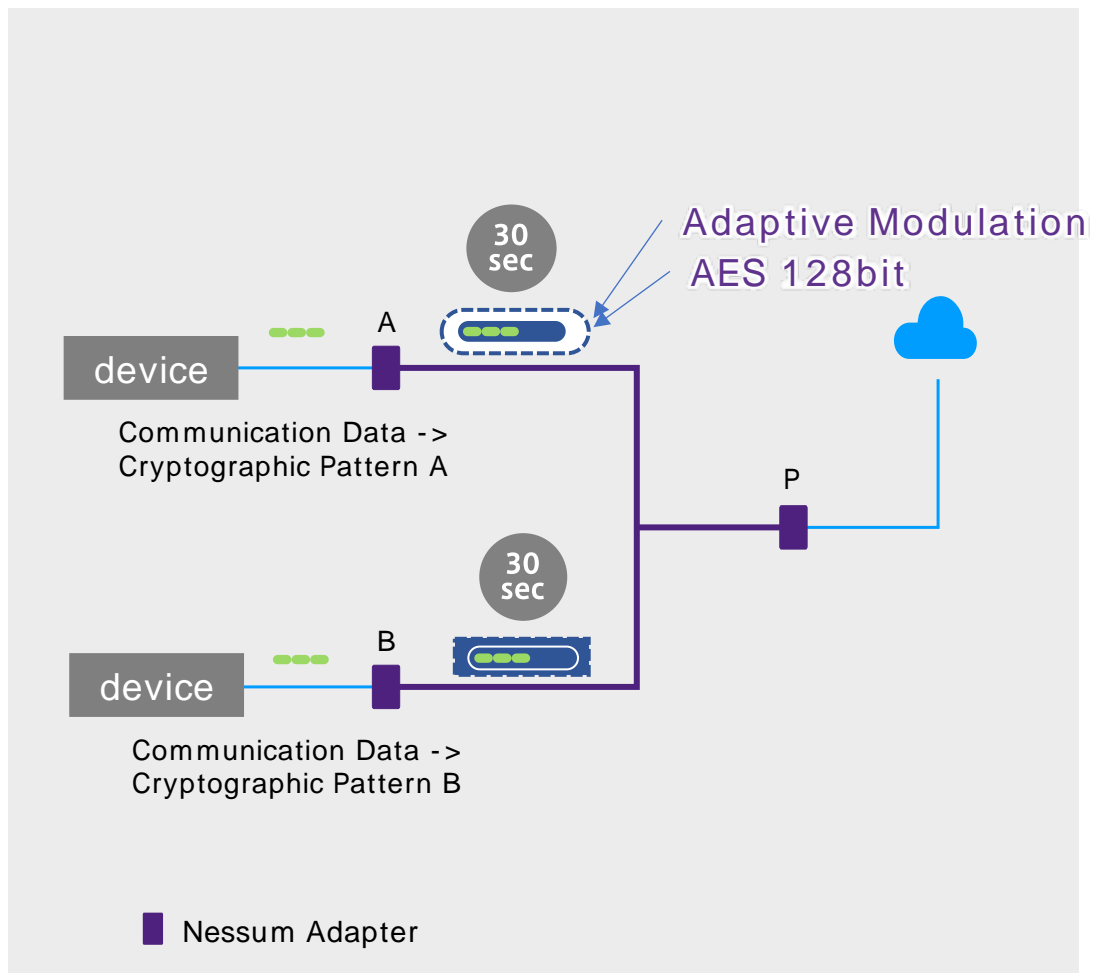 30
sec
Adaptive Modulation
AES 128bit
A
device
Communication Data ->
Cryptographic Pattern A
P
30
sec
B
device
Communication Data ->
Cryptographic Pattern B
Nessum Adapter